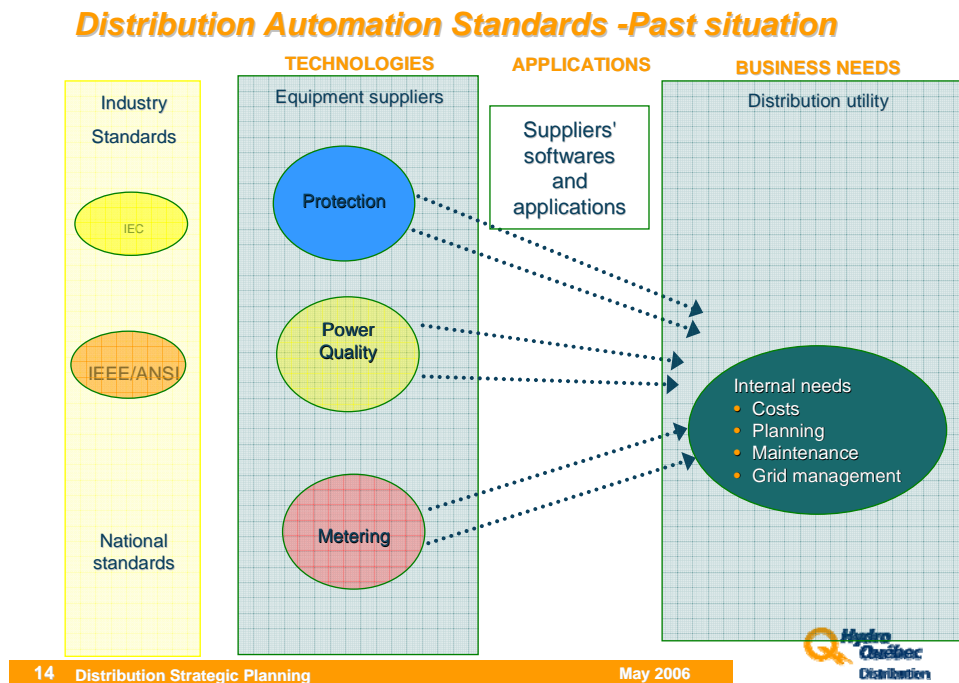 Distribution Automation Standards -Past situation
TECHNOLOGIES
APPLICATIONS
BUSINESS NEEDS
Industry
Standards
IEC
IEEE/ANSI
National
standards
Equipment suppliers
Protection
Power
Quality
Metering
Suppliers'
softwares
and
applications
Distribution utility
Internal needs
• Costs
• Planning
• Maintenance
• Grid management
Hydro
Québec
Distribution
14 Distribution Strategic Planning May 2006